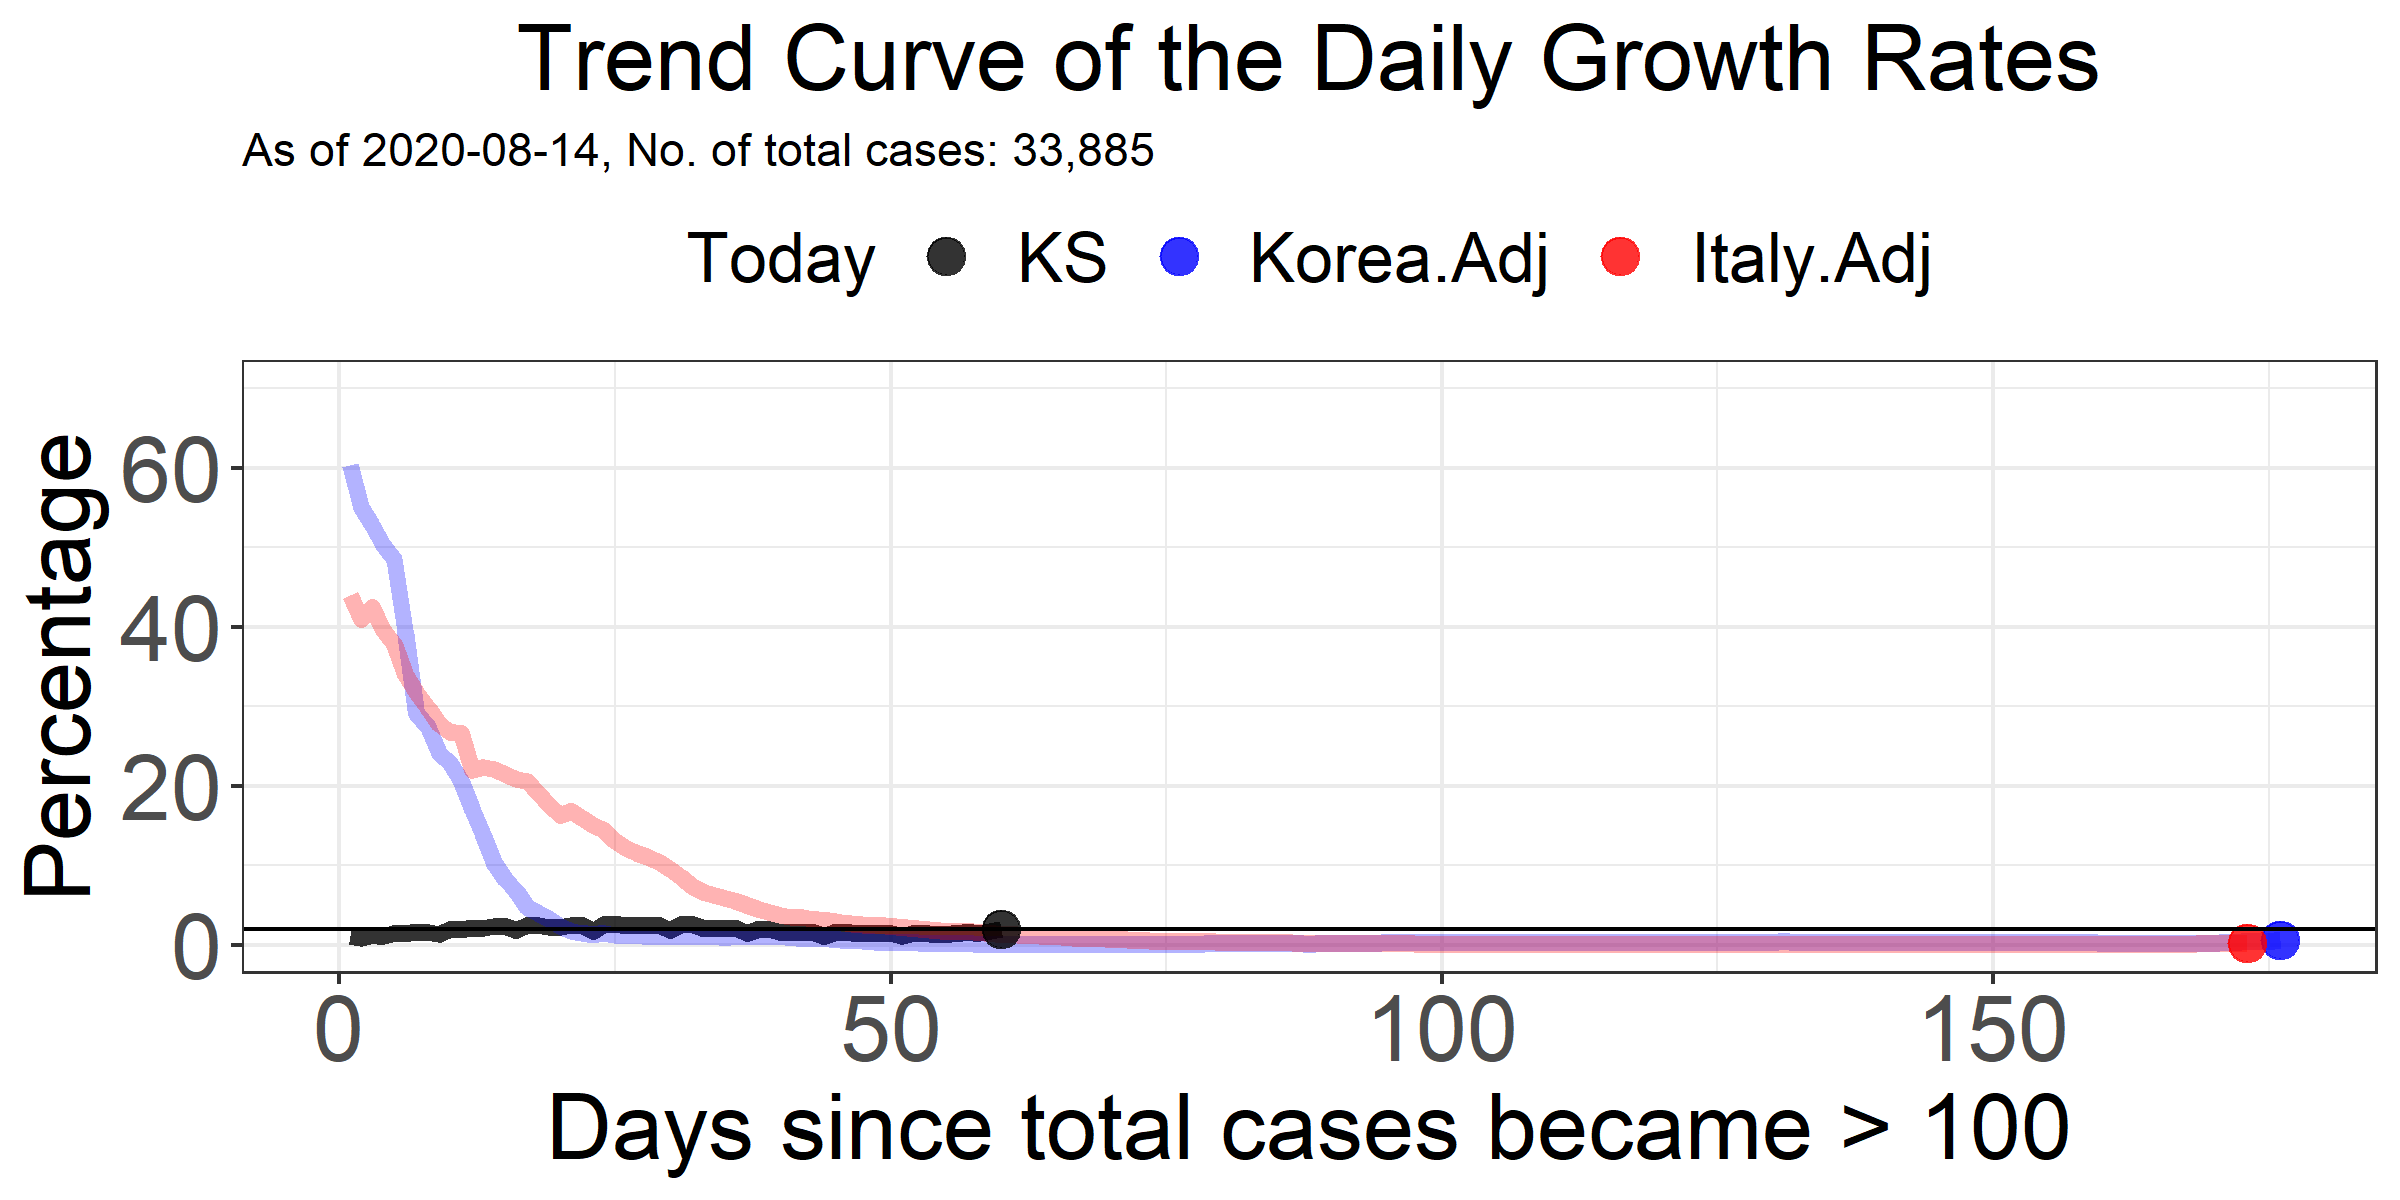 Trend Curve of the Daily Growth Rates
As of 2020-08-14, No. of total cases: 33,885
Today KS Korea.Adj Italy.Adj
Percentage
60
40
20
0
0 50 100 150
Days since total cases became > 100